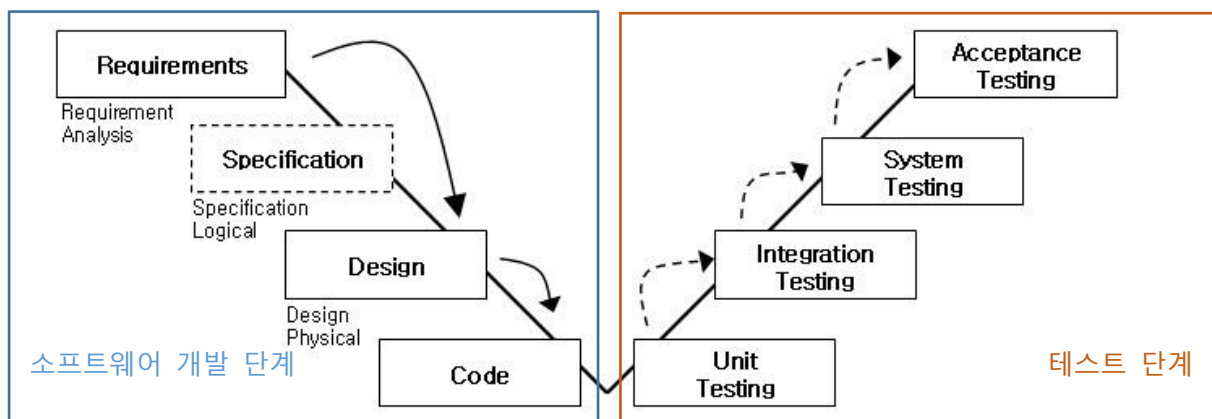 Requirements
Requirement
Analysis
Specification
Specification
Logical
Design
Design
Physical
Code
소프트웨어 개발 단계
Acceptance
Testing
System
Testing
Integration
Testing
Unit
Testing
테스트 단계